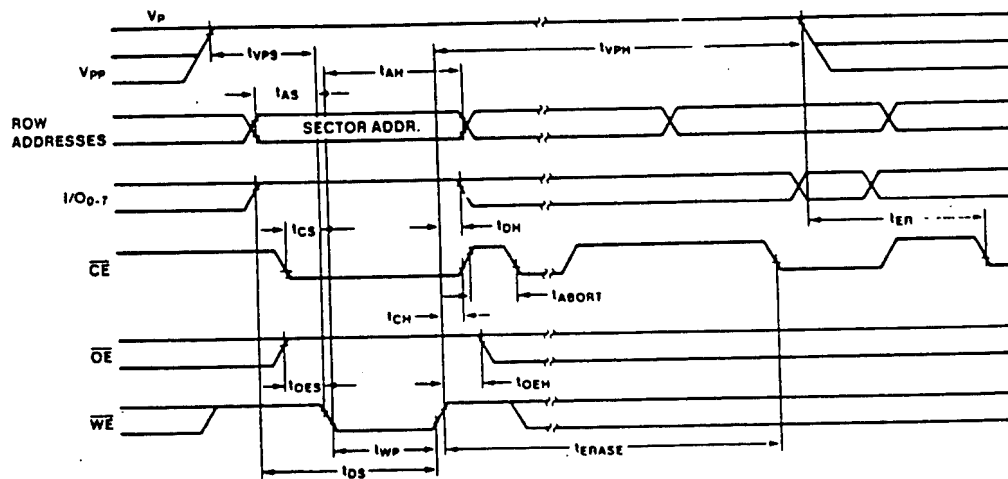 VP
tVPS
tVPH
VPP
tAH
tAS
ROW
ADDRESSES
SECTOR ADDR.
I/O0-7
tCS
tDH
tER
CE
tABORT
tCH
OE
tOES
tOEH
WE
tWP
tERASE
tDS